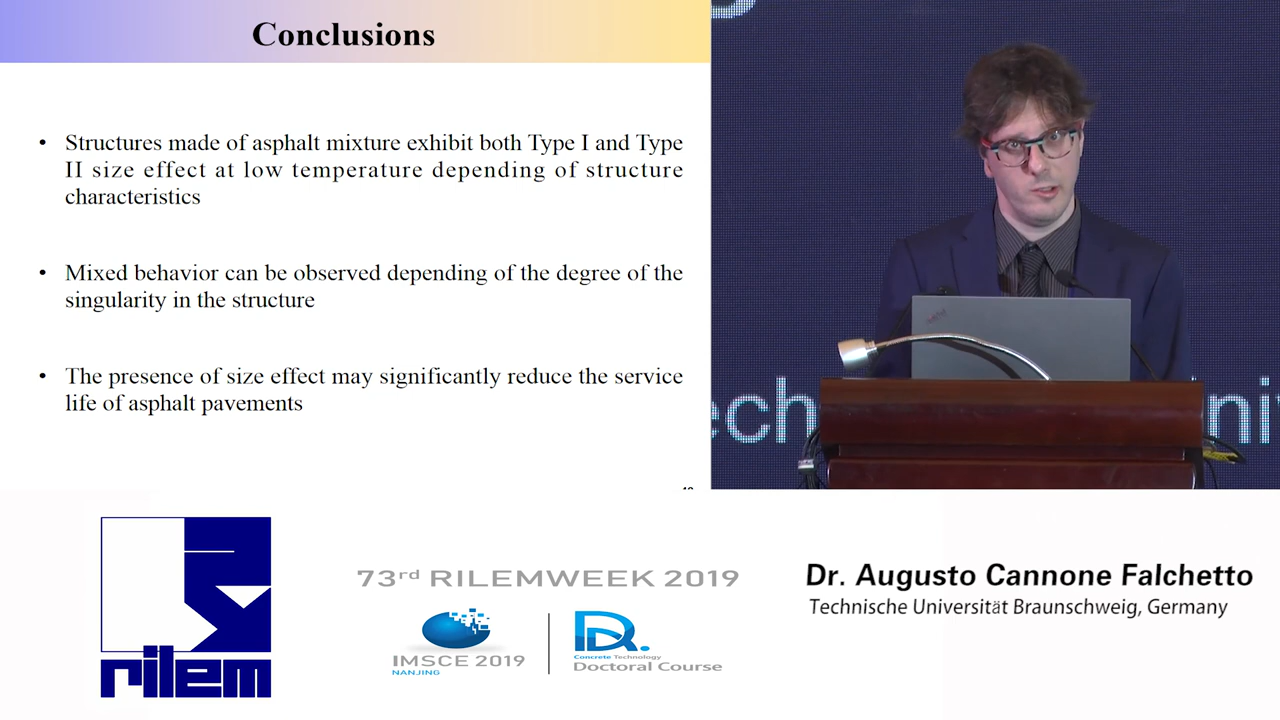 Conclusions
• Structures made of asphalt mixture exhibit both Type I and Type
II size effect at low temperature depending of structure
characteristics
• Mixed behavior can be observed depending of the degree of the
singularity in the structure
• The presence of size effect may significantly reduce the service
life of asphalt pavements
ech
ni
rilem
73rd RILEMWEEK 2019
IMSCE 2019
NANJING
DR.
Concrete Technology
Doctoral Course
Dr. Augusto Cannone Falchetto
Technische Universität Braunschweig, Germany